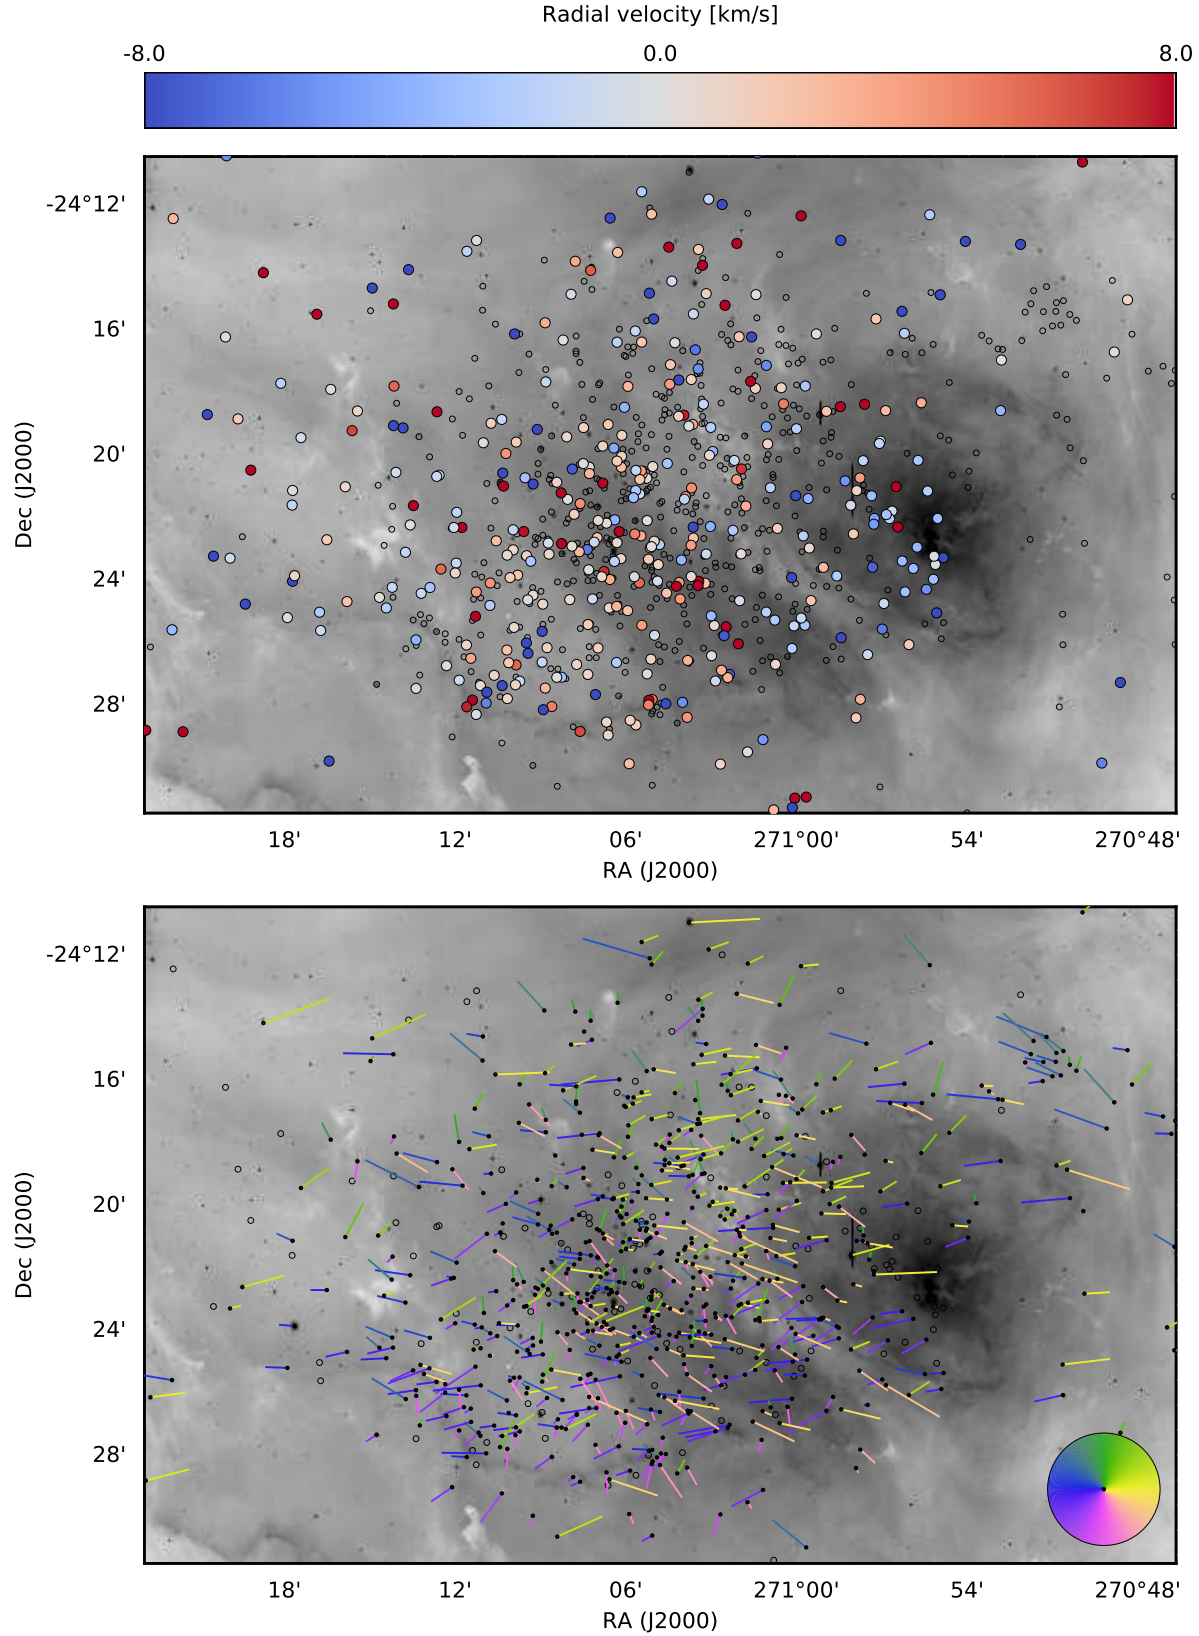 Radial velocity [km/s]
-8.0 0.0 8.0
-24°12'
16'
20'
24'
28'
Dec (J2000)
18' 12' 06' 271°00' 54' 270°48'
RA (J2000)
-24°12'
16'
20'
24'
28'
Dec (J2000)
18' 12' 06' 271°00' 54' 270°48'
RA (J2000)